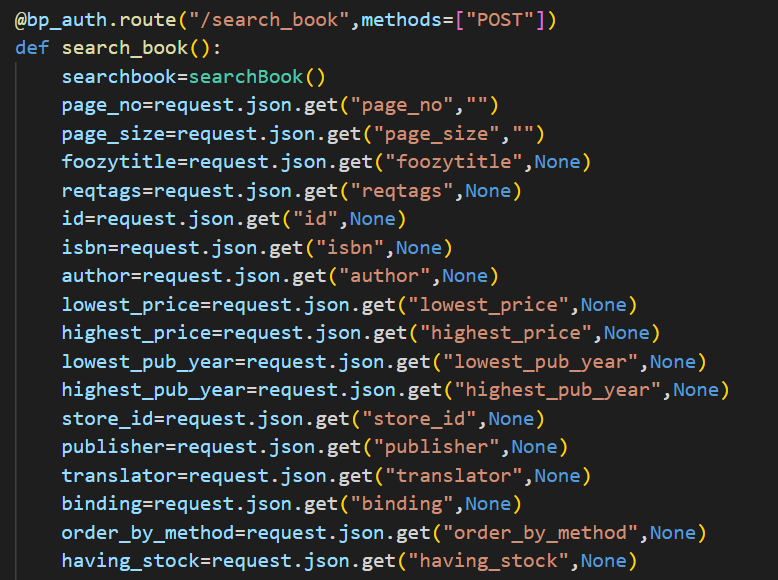 @bp_auth.route("/search_book",methods=["POST"])
def search_book():
    searchbook=searchBook()
    page_no=request.json.get("page_no","")
    page_size=request.json.get("page_size","")
    foozytitle=request.json.get("foozytitle",None)
    reqtags=request.json.get("reqtags",None)
    id=request.json.get("id",None)
    isbn=request.json.get("isbn",None)
    author=request.json.get("author",None)
    lowest_price=request.json.get("lowest_price",None)
    highest_price=request.json.get("highest_price",None)
    lowest_pub_year=request.json.get("lowest_pub_year",None)
    highest_pub_year=request.json.get("highest_pub_year",None)
    store_id=request.json.get("store_id",None)
    publisher=request.json.get("publisher",None)
    translator=request.json.get("translator",None)
    binding=request.json.get("binding",None)
    order_by_method=request.json.get("order_by_method",None)
    having_stock=request.json.get("having_stock",None)